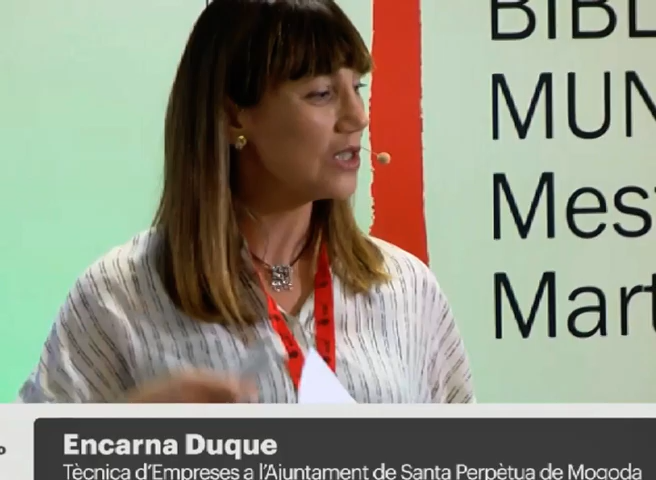 BIBL
MUN
Mest
Mart
Encarna Duque
Tècnica d'Empreses a l'Ajuntament de Santa Perpètua de Mogoda